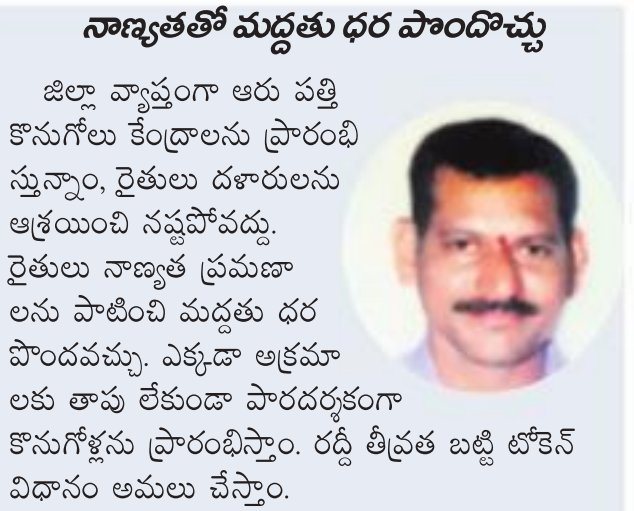 నాణ్యతతో మద్దతు ధర పొందొచ్చు
జిల్లా వ్యాప్తంగా ఆరు పత్తి
కొనుగోలు కేంద్రాలను ప్రారంభి
స్తున్నాం, రైతులు దళారులను
ఆశ్రయించి నష్టపోవద్దు.
రైతులు నాణ్యత ప్రమణా
లను పాటించి మద్దతు ధర
పొందవచ్చు. ఎక్కడా అక్రమా
లకు తాపు లేకుండా పారదర్శకంగా
కొనుగోళ్లను ప్రారంభిస్తాం. రద్దీ తీవ్రత బట్టి టోకెన్
విధానం అమలు చేస్తాం.